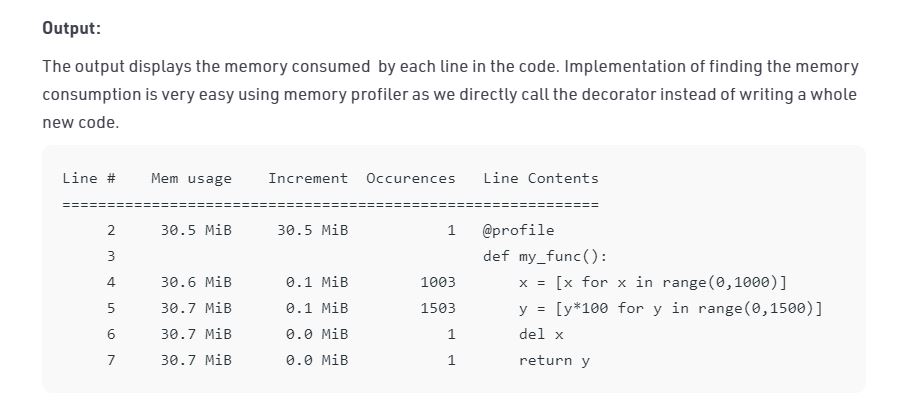 Output:
The output displays the memory consumed  by each line in the code. Implementation of finding the memory
consumption is very easy using memory profiler as we directly call the decorator instead of writing a whole
new code.
Line #    Mem usage    Increment  Occurences   Line Contents
============================================================
     2     30.5 MiB     30.5 MiB           1   @profile
     3                                         def my_func():
     4     30.6 MiB      0.1 MiB        1003       x = [x for x in range(0,1000)]
     5     30.7 MiB      0.1 MiB        1503       y = [y*100 for y in range(0,1500)]
     6     30.7 MiB      0.0 MiB           1       del x
     7     30.7 MiB      0.0 MiB           1       return y